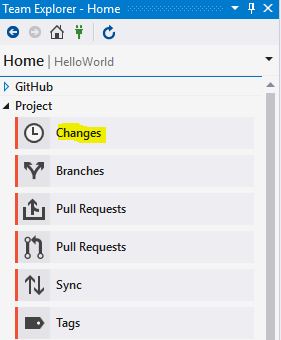 Team Explorer - Home
Home | HelloWorld
GitHub
Project
Changes
Branches
Pull Requests
Pull Requests
Sync
Tags